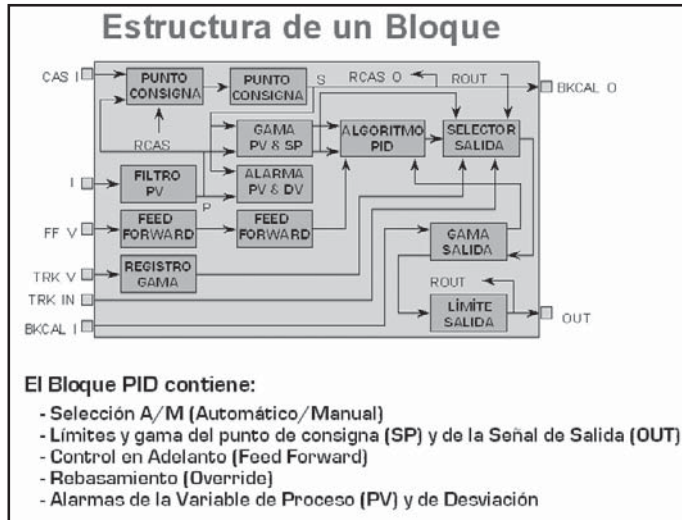 Estructura de un Bloque
CAS I
PUNTO
CONSIGNA
PUNTO
CONSIGNA
S
RCAS O
ROUT
BKCAL O
RCAS
GAMA
PV & SP
ALGORITMO
PID
SELECTOR
SALIDA
I
FILTRO
PV
ALARMA
PV & DV
P
FF V
FEED
FORWARD
FEED
FORWARD
GAMA
SALIDA
TRK V
REGISTRO
GAMA
TRK IN
ROUT
BKCAL I
LÍMITE
SALIDA
OUT
El Bloque PID contiene:
- Selección A/M (Automático/Manual)
- Límites y gama del punto de consigna (SP) y de la Señal de Salida (OUT)
- Control en Adelanto (Feed Forward)
- Rebasamiento (Override)
- Alarmas de la Variable de Proceso (PV) y de Desviación